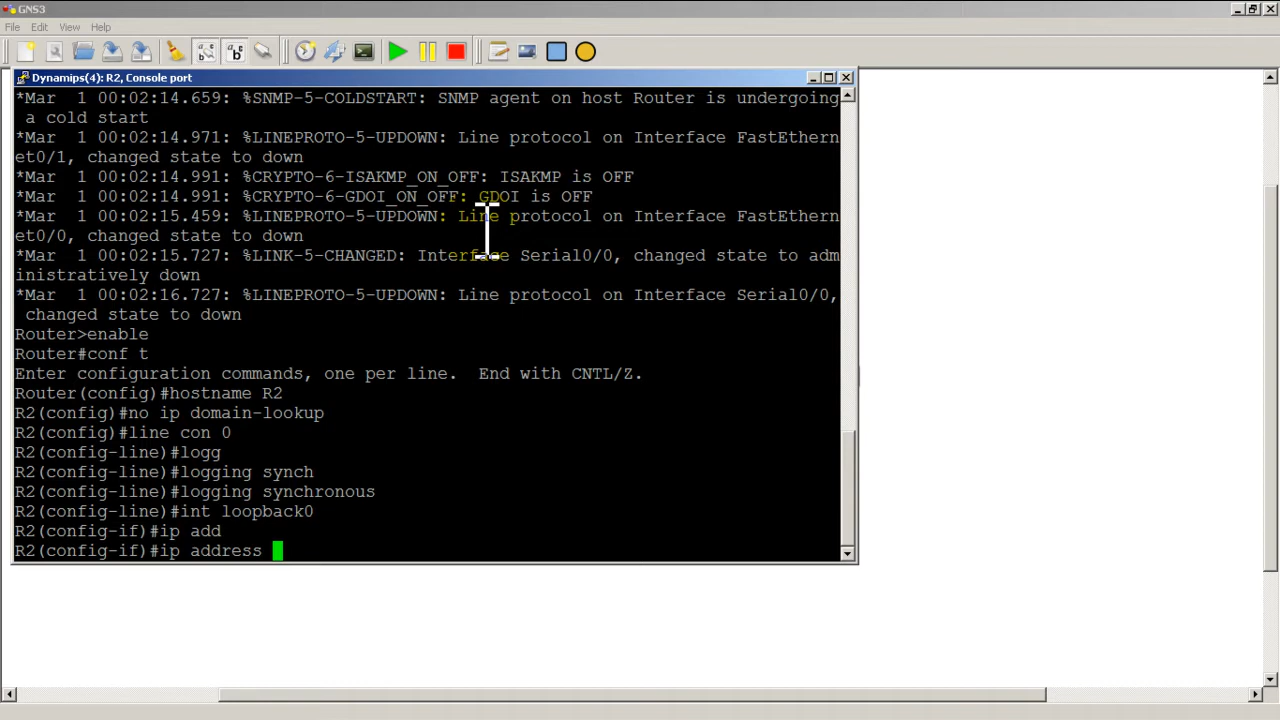 GNS3
File Edit View Help
Dynamips(4): R2, Console port
*Mar  1 00:02:14.659: %SNMP-5-COLDSTART: SNMP agent on host Router is undergoing
 a cold start
*Mar  1 00:02:14.971: %LINEPROTO-5-UPDOWN: Line protocol on Interface FastEthern
et0/1, changed state to down
*Mar  1 00:02:14.991: %CRYPTO-6-ISAKMP_ON_OFF: ISAKMP is OFF
*Mar  1 00:02:14.991: %CRYPTO-6-GDOI_ON_OFF: GDOI is OFF
*Mar  1 00:02:15.459: %LINEPROTO-5-UPDOWN: Line protocol on Interface FastEthern
et0/0, changed state to down
*Mar  1 00:02:15.727: %LINK-5-CHANGED: Interface Serial0/0, changed state to adm
inistratively down
*Mar  1 00:02:16.727: %LINEPROTO-5-UPDOWN: Line protocol on Interface Serial0/0,
 changed state to down
Router>enable
Router#conf t
Enter configuration commands, one per line.  End with CNTL/Z.
Router(config)#hostname R2
R2(config)#no ip domain-lookup
R2(config)#line con 0
R2(config-line)#logg
R2(config-line)#logging synch
R2(config-line)#logging synchronous
R2(config-line)#int loopback0
R2(config-if)#ip add
R2(config-if)#ip address